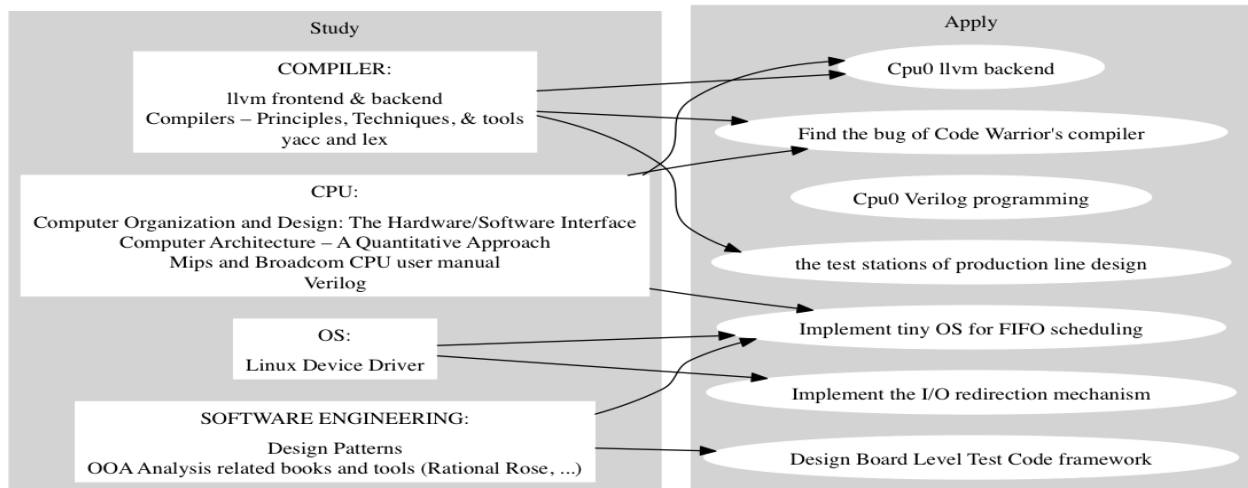 Study
COMPILER:
llvm frontend & backend
Compilers – Principles, Techniques, & tools
yacc and lex
CPU:
Computer Organization and Design: The Hardware/Software Interface
Computer Architecture – A Quantitative Approach
Mips and Broadcom CPU user manual
Verilog
OS:
Linux Device Driver
SOFTWARE ENGINEERING:
Design Patterns
OOA Analysis related books and tools (Rational Rose, ...)
Apply
Cpu0 llvm backend
Find the bug of Code Warrior's compiler
Cpu0 Verilog programming
the test stations of production line design
Implement tiny OS for FIFO scheduling
Implement the I/O redirection mechanism
Design Board Level Test Code framework